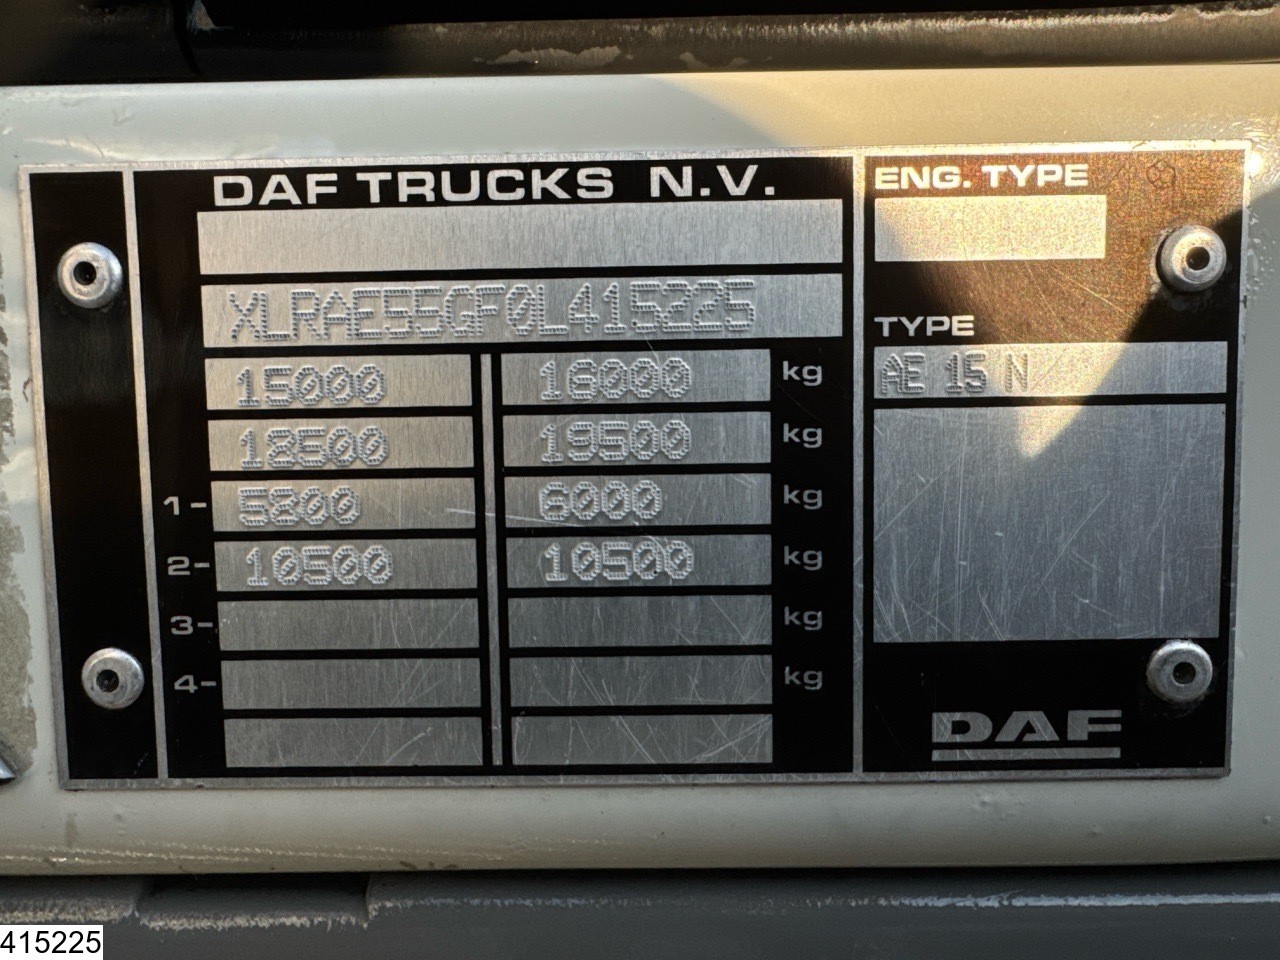 DAF TRUCKS N.V.
XLRAE55GF0L415225
15000 16000 kg
18500 19500 kg
1- 5800 6000 kg
2- 10500 10500 kg
3- kg
4- kg
ENG. TYPE
TYPE
AE 15 N
DAF
415225